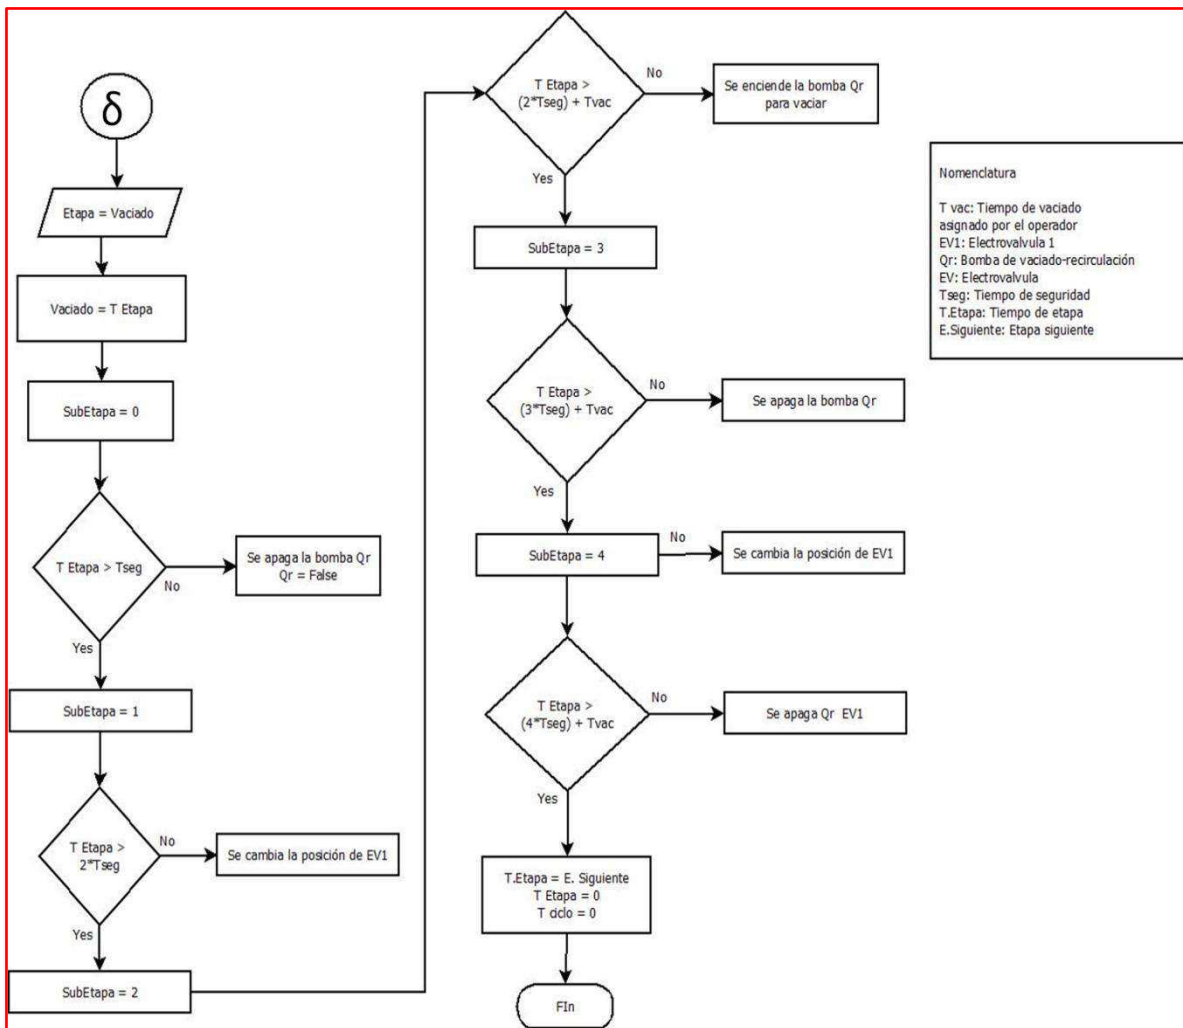 δ
Etapa = Vaciado
Vaciado = T Etapa
SubEtapa = 0
T Etapa > Tseg
No
Se apaga la bomba Qr
Qr = False
Yes
SubEtapa = 1
T Etapa >
2*Tseg
No
Se cambia la posición de EV1
Yes
SubEtapa = 2
T Etapa >
(2*Tseg) + Tvac
No
Se enciende la bomba Qr
para vaciar
Yes
SubEtapa = 3
T Etapa >
(3*Tseg) + Tvac
No
Se apaga la bomba Qr
Yes
SubEtapa = 4
No
Se cambia la posición de EV1
T Etapa >
(4*Tseg) + Tvac
No
Se apaga Qr EV1
Yes
T.Etapa = E. Siguiente
T Etapa = 0
T ciclo = 0
FIn
Nomenclatura
T vac: Tiempo de vaciado
asignado por el operador
EV1: Electrovalvula 1
Qr: Bomba de vaciado-recirculación
EV: Electrovalvula
Tseg: Tiempo de seguridad
T.Etapa: Tiempo de etapa
E.Siguiente: Etapa siguiente